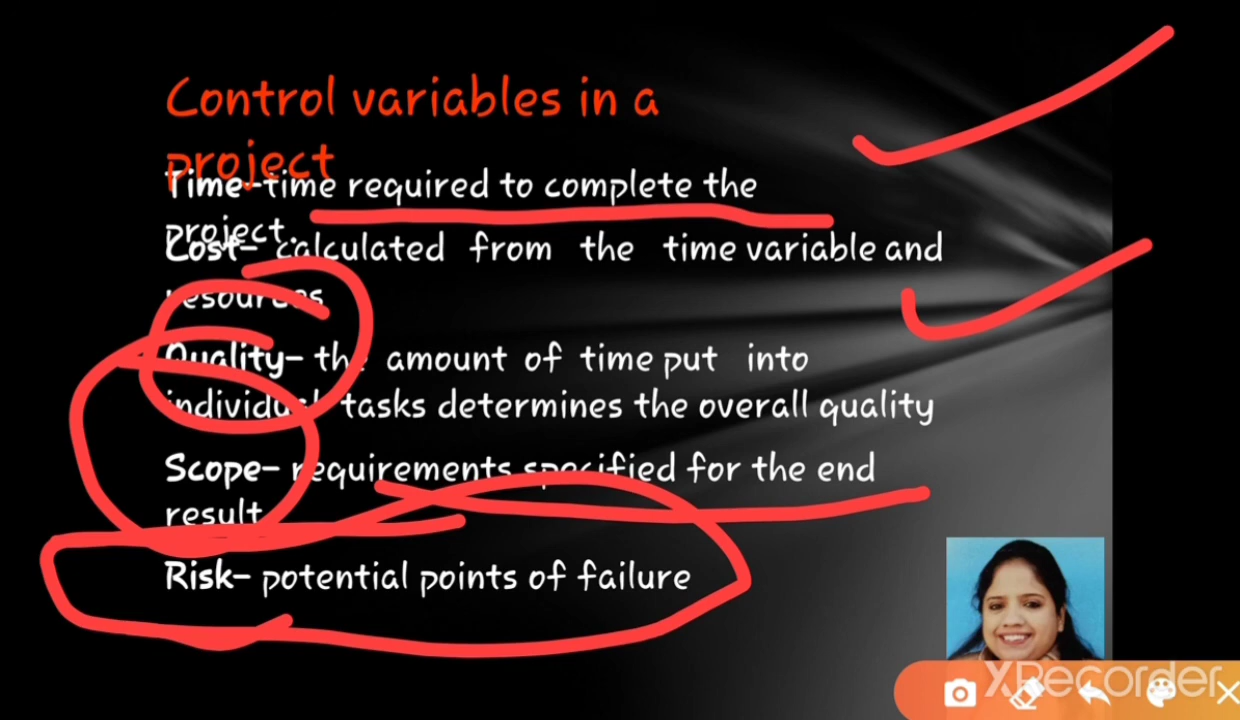 Control variables in a
project
Time-time required to complete the
project.
Cost- calculated from the time variable and
resources
Quality- the amount of time put into
individual tasks determines the overall quality
Scope- requirements specified for the end
result
Risk- potential points of failure
XRecorder